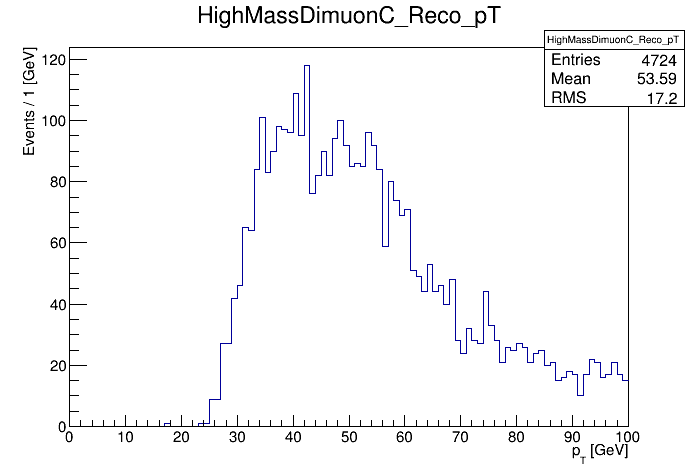 HighMassDimuonC_Reco_pT
HighMassDimuonC_Reco_pT
Entries 4724
Mean 53.59
RMS 17.2
Events / 1 [GeV]
120
100
80
60
40
20
0
0 10 20 30 40 50 60 70 80 90 100
p_T [GeV]